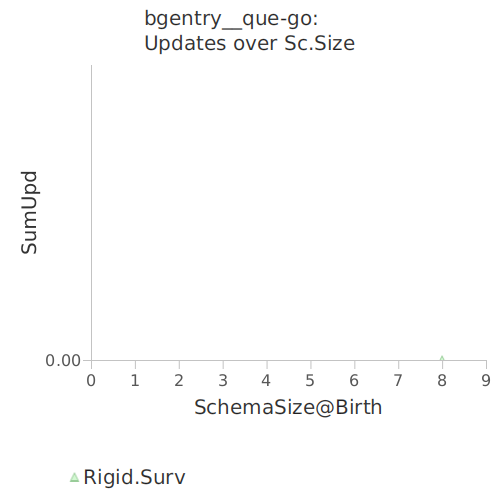 bgentry__que-go:
Updates over Sc.Size
SumUpd
0.00
0 1 2 3 4 5 6 7 8 9
SchemaSize@Birth
Rigid.Surv